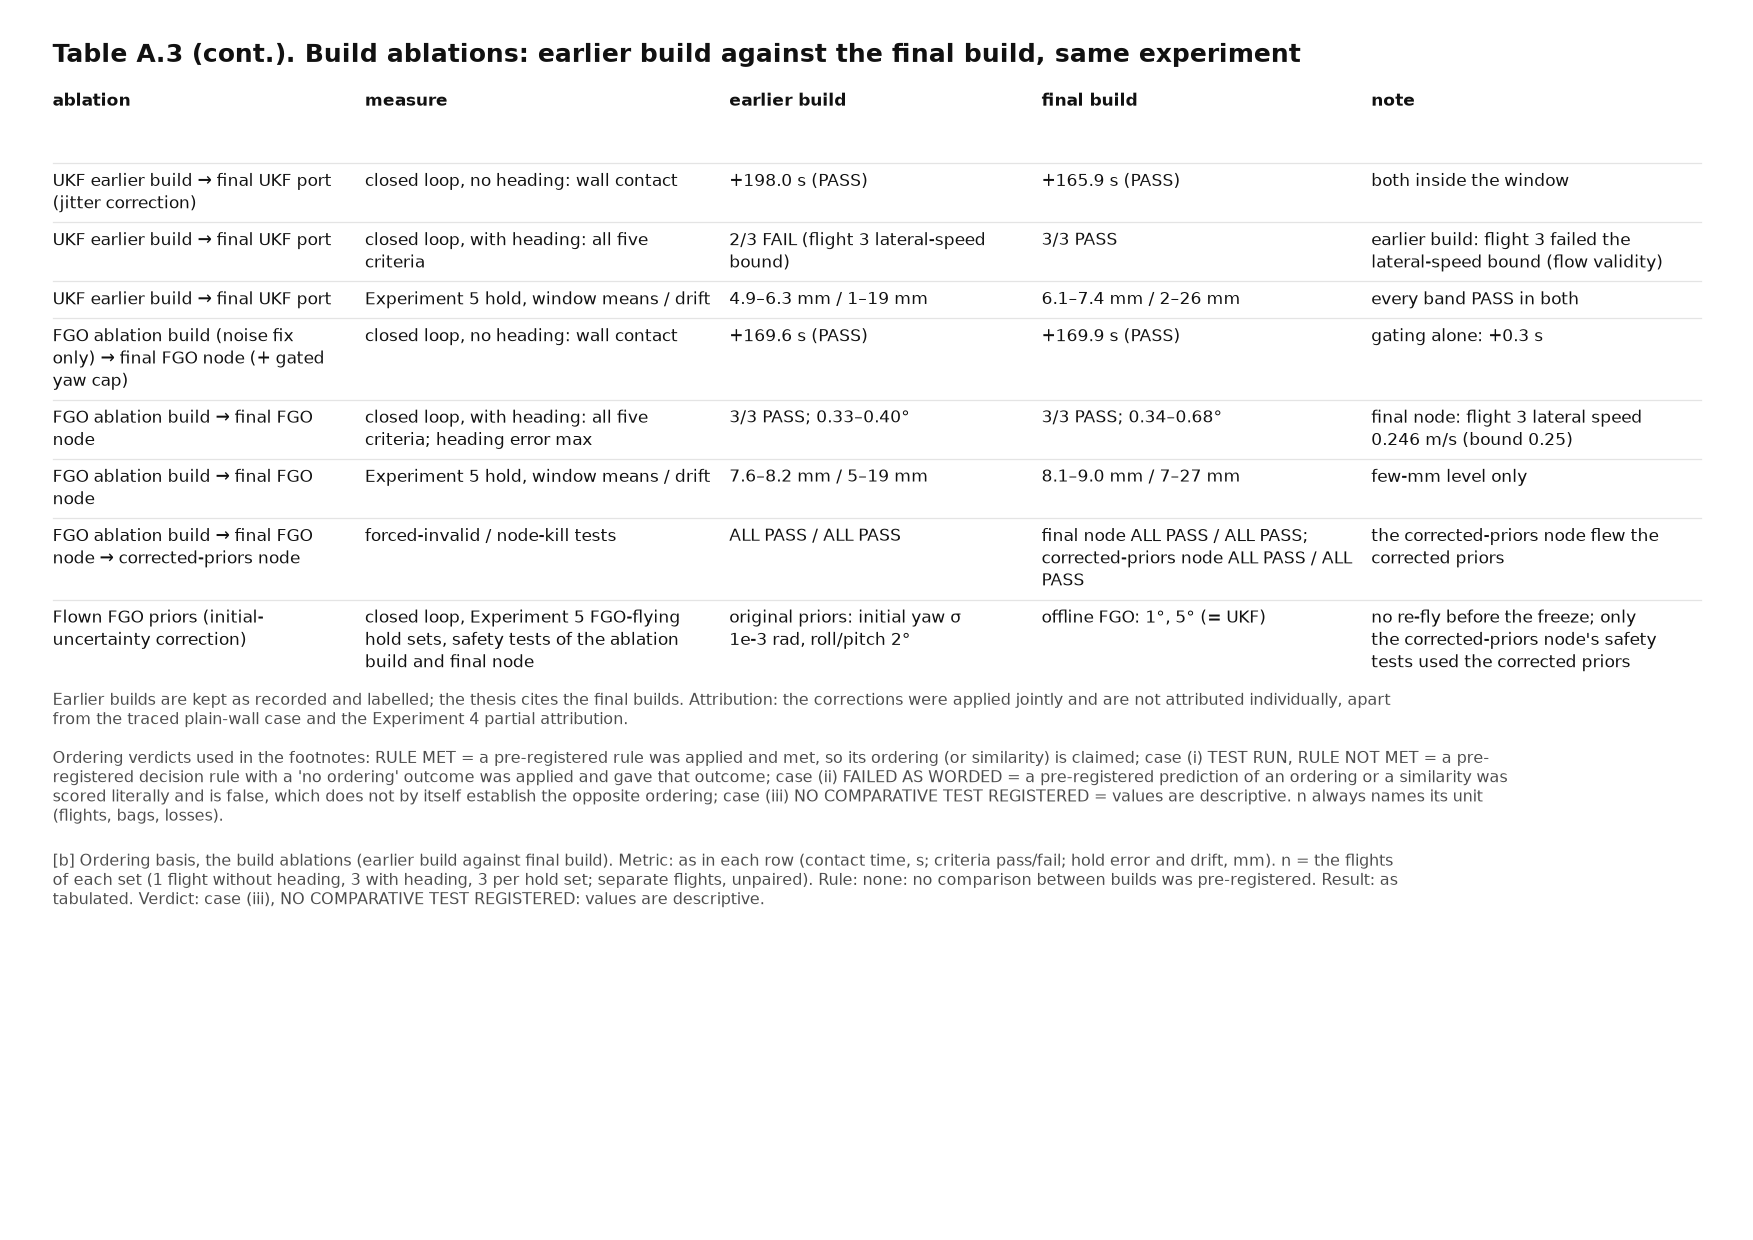 Table A.3 (cont.). Build ablations: earlier build against the final build, same experiment
ablation measure earlier build final build note
UKF earlier build → final UKF port closed loop, no heading: wall contact +198.0 s (PASS) +165.9 s (PASS) both inside the window
(jitter correction)
UKF earlier build → final UKF port closed loop, with heading: all five 2/3 FAIL (flight 3 lateral-speed 3/3 PASS earlier build: flight 3 failed the
criteria bound) lateral-speed bound (flow validity)
UKF earlier build → final UKF port Experiment 5 hold, window means / drift 4.9–6.3 mm / 1–19 mm 6.1–7.4 mm / 2–26 mm every band PASS in both
FGO ablation build (noise fix closed loop, no heading: wall contact +169.6 s (PASS) +169.9 s (PASS) gating alone: +0.3 s
only) → final FGO node (+ gated
yaw cap)
FGO ablation build → final FGO closed loop, with heading: all five 3/3 PASS; 0.33–0.40° 3/3 PASS; 0.34–0.68° final node: flight 3 lateral speed
node criteria; heading error max 0.246 m/s (bound 0.25)
FGO ablation build → final FGO Experiment 5 hold, window means / drift 7.6–8.2 mm / 5–19 mm 8.1–9.0 mm / 7–27 mm few-mm level only
node
FGO ablation build → final FGO forced-invalid / node-kill tests ALL PASS / ALL PASS final node ALL PASS / ALL PASS; the corrected-priors node flew the
node → corrected-priors node corrected-priors node ALL PASS / ALL corrected priors
PASS
Flown FGO priors (initial- closed loop, Experiment 5 FGO-flying original priors: initial yaw σ offline FGO: 1°, 5° (= UKF) no re-fly before the freeze; only
uncertainty correction) hold sets, safety tests of the ablation 1e-3 rad, roll/pitch 2° the corrected-priors node's safety
build and final node tests used the corrected priors
Earlier builds are kept as recorded and labelled; the thesis cites the final builds. Attribution: the corrections were applied jointly and are not attributed individually, apart
from the traced plain-wall case and the Experiment 4 partial attribution.
Ordering verdicts used in the footnotes: RULE MET = a pre-registered rule was applied and met, so its ordering (or similarity) is claimed; case (i) TEST RUN, RULE NOT MET = a pre-
registered decision rule with a 'no ordering' outcome was applied and gave that outcome; case (ii) FAILED AS WORDED = a pre-registered prediction of an ordering or a similarity was
scored literally and is false, which does not by itself establish the opposite ordering; case (iii) NO COMPARATIVE TEST REGISTERED = values are descriptive. n always names its unit
(flights, bags, losses).
[b] Ordering basis, the build ablations (earlier build against final build). Metric: as in each row (contact time, s; criteria pass/fail; hold error and drift, mm). n = the flights
of each set (1 flight without heading, 3 with heading, 3 per hold set; separate flights, unpaired). Rule: none: no comparison between builds was pre-registered. Result: as
tabulated. Verdict: case (iii), NO COMPARATIVE TEST REGISTERED: values are descriptive.